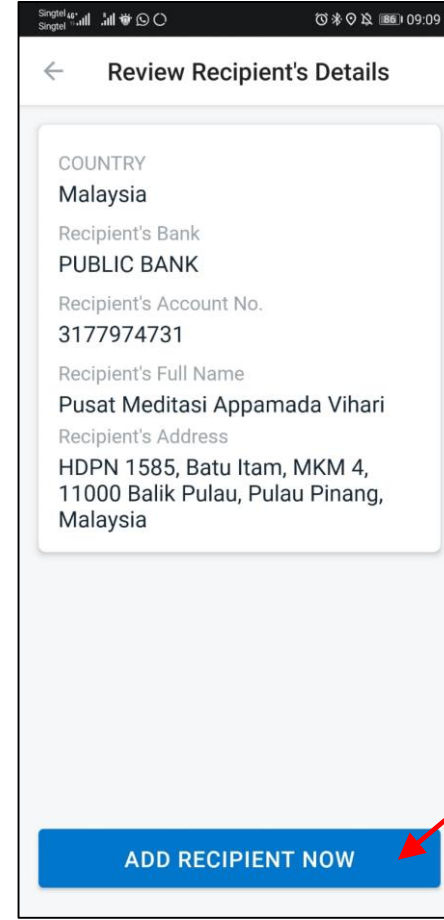 Singtel 4G+
Singtel
86 09:09
Review Recipient's Details
COUNTRY
Malaysia
Recipient's Bank
PUBLIC BANK
Recipient's Account No.
3177974731
Recipient's Full Name
Pusat Meditasi Appamada Vihari
Recipient's Address
HDPN 1585, Batu Itam, MKM 4,
11000 Balik Pulau, Pulau Pinang,
Malaysia
ADD RECIPIENT NOW